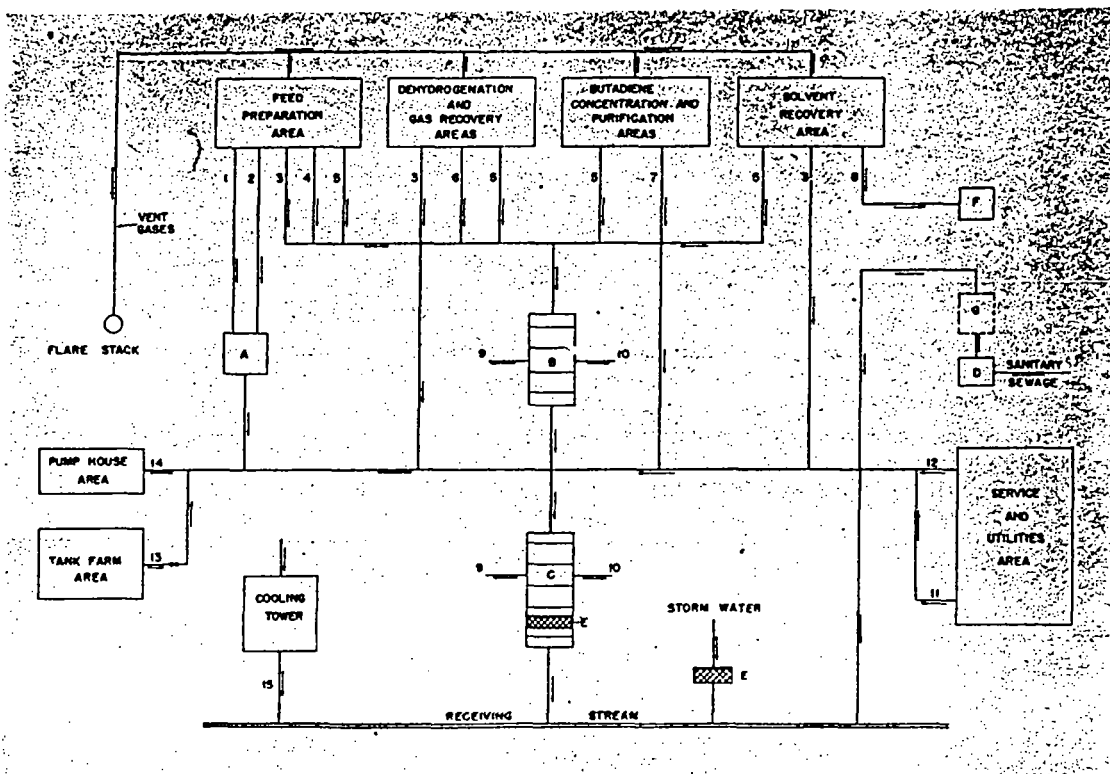 FEED
PREPARATION
AREA
DEHYDROGENATION
AND
GAS RECOVERY
AREAS
BUTADIENE
CONCENTRATION AND
PURIFICATION
AREAS
SOLVENT
RECOVERY
AREA
1 2 3 4 5 3 6 5 5 7 5 3 8
F
VENT
GASES
FLARE STACK
A
9 B 10
G
D
SANITARY
SEWAGE
PUMP HOUSE
AREA
14
12
SERVICE
AND
UTILITIES
AREA
TANK FARM
AREA
13
11
COOLING
TOWER
9 C 10
E
STORM WATER
E
15
RECEIVING STREAM